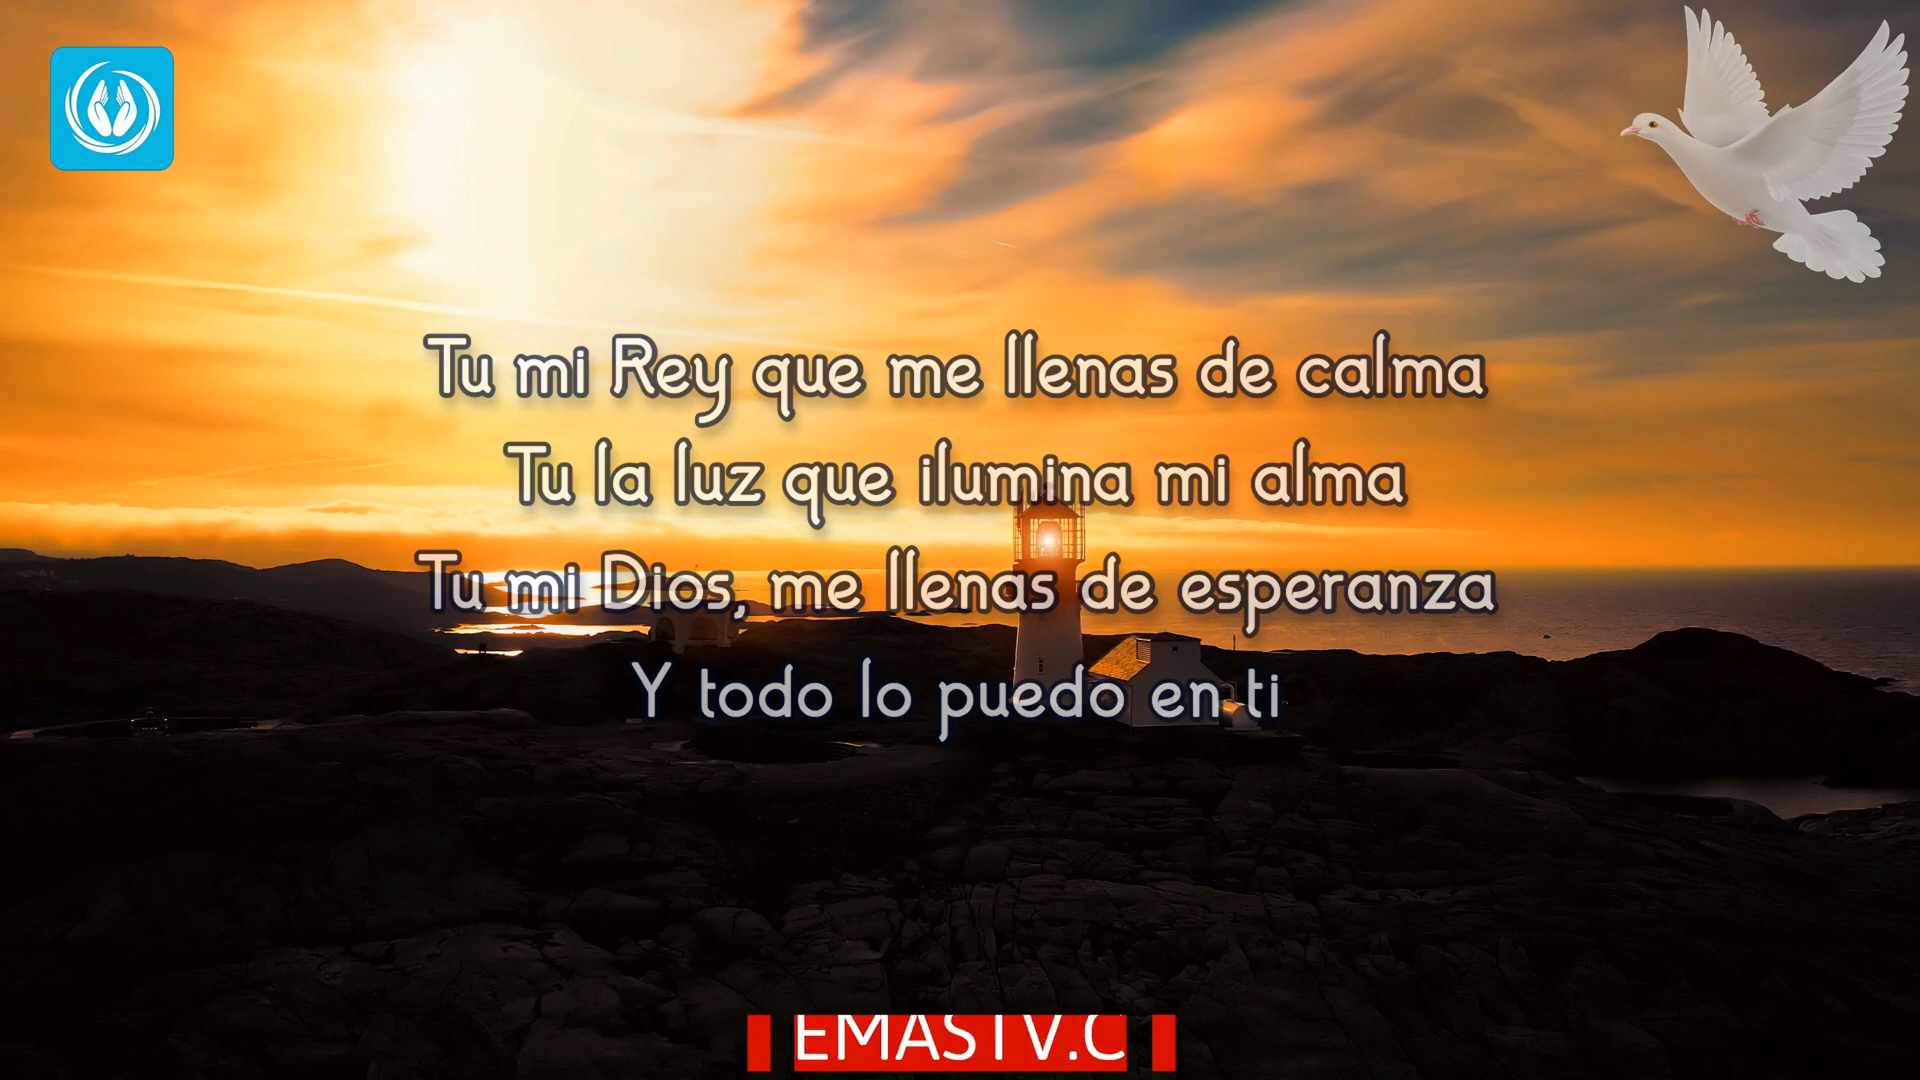 Tu mi Rey que me llenas de calma
Tu la luz que ilumina mi alma
Tu mi Dios, me llenas de esperanza
Y todo lo puedo en ti
EMASTV.C